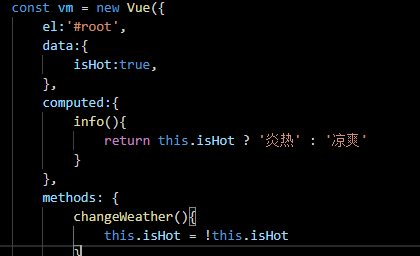 const vm = new Vue({
el:'#root',
data:{
isHot:true,
},
computed:{
info(){
return this.isHot ? '炎热' : '凉爽'
}
},
methods: {
changeWeather(){
this.isHot = !this.isHot
}